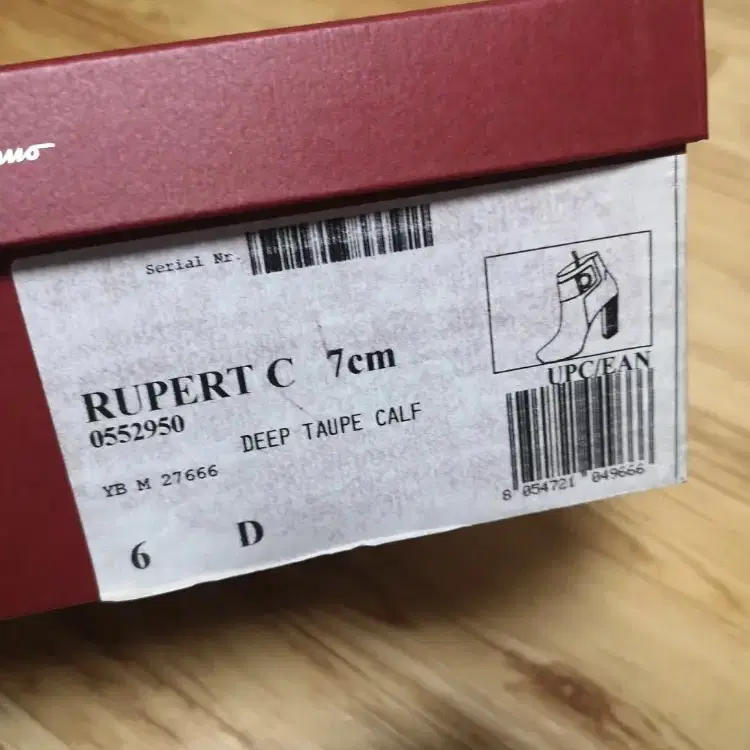 Serial Nr.
RUPERT C 7cm
0552950
DEEP TAUPE CALF
YB M 27666
6 D
UPC/EAN
8 054721 049666